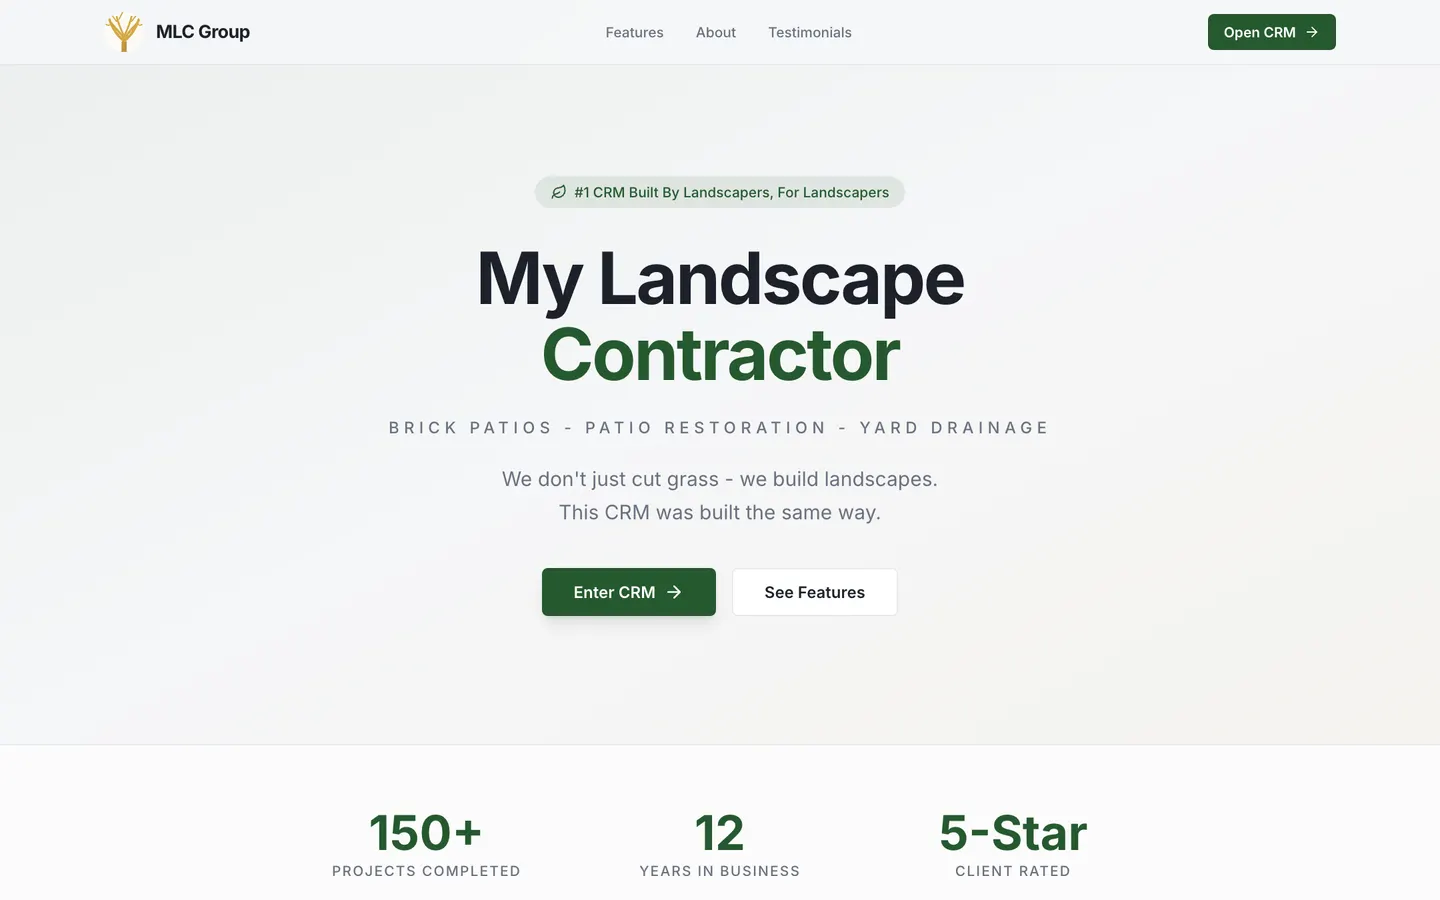 MLC Group
Features
About
Testimonials
Open CRM
#1 CRM Built By Landscapers, For Landscapers
My Landscape
Contractor
BRICK PATIOS - PATIO RESTORATION - YARD DRAINAGE
We don't just cut grass - we build landscapes.
This CRM was built the same way.
Enter CRM
See Features
150+
PROJECTS COMPLETED
12
YEARS IN BUSINESS
5-Star
CLIENT RATED